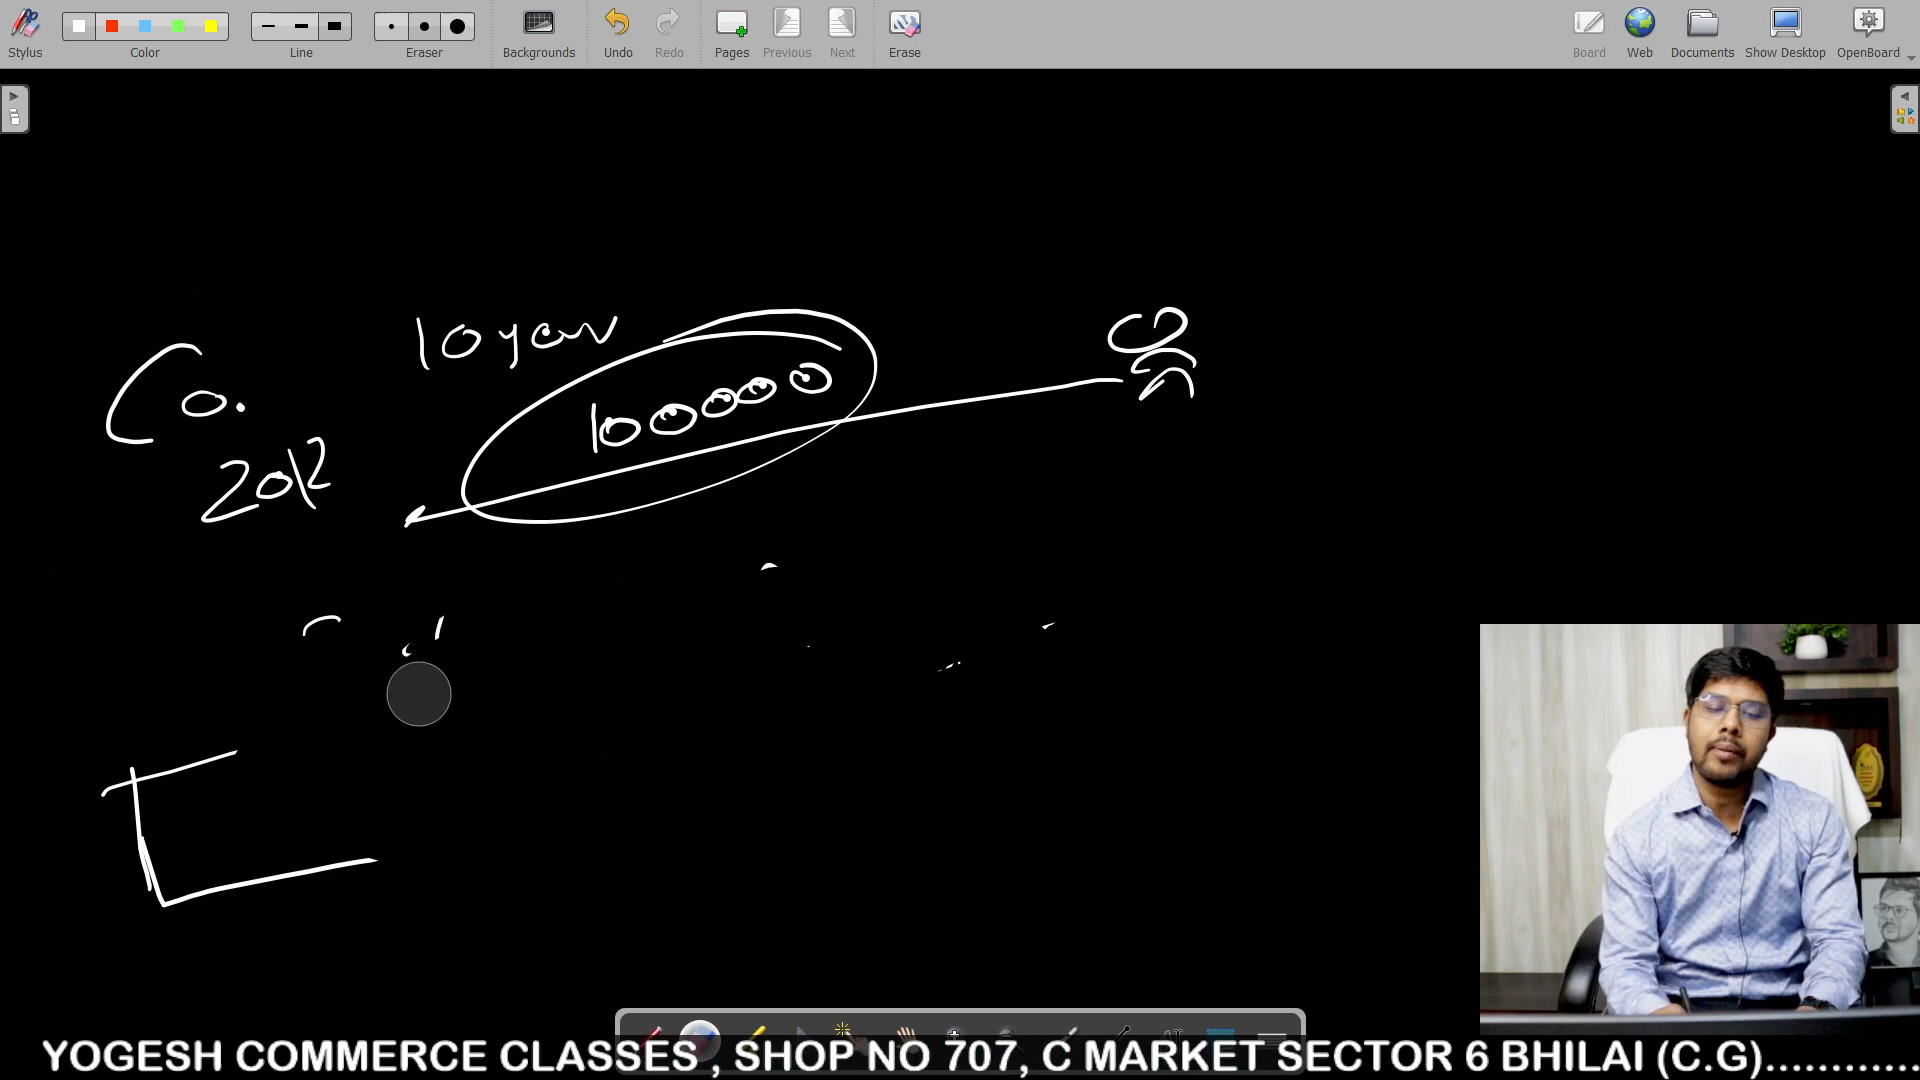 Stylus Color Line Eraser Backgrounds Undo Redo Pages Previous Next Erase Board Web Documents Show Desktop OpenBoard
10 year
Co.
100000
2012
YOGESH COMMERCE CLASSES , SHOP NO 707, C MARKET SECTOR 6 BHILAI (C.G)............